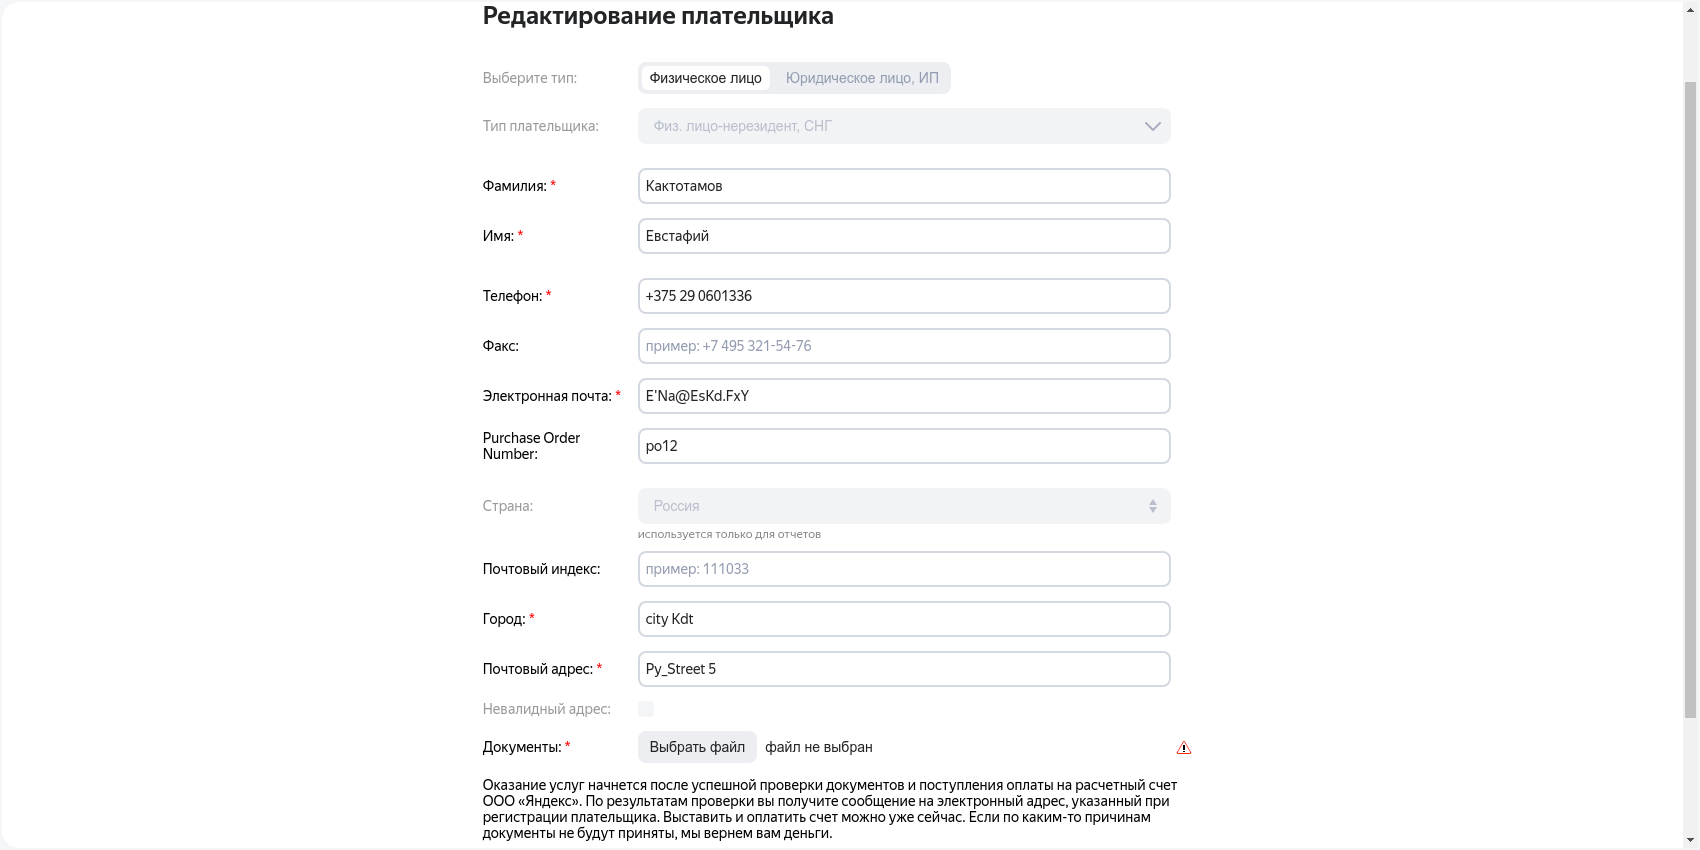 Редактирование плательщика
Выберите тип: Физическое лицо Юридическое лицо, ИП
Тип плательщика: Физ. лицо-нерезидент, СНГ
Фамилия: * Кактотамов
Имя: * Евстафий
Телефон: * +375 29 0601336
Факс: пример: +7 495 321-54-76
Электронная почта: * E'Na@EsKd.FxY
Purchase Order
Number: po12
Страна: Россия
используется только для отчетов
Почтовый индекс: пример: 111033
Город: * city Kdt
Почтовый адрес: * Py_Street 5
Невалидный адрес:
Документы: * Выбрать файл файл не выбран
Оказание услуг начнется после успешной проверки документов и поступления оплаты на расчетный счет
ООО «Яндекс». По результатам проверки вы получите сообщение на электронный адрес, указанный при
регистрации плательщика. Выставить и оплатить счет можно уже сейчас. Если по каким-то причинам
документы не будут приняты, мы вернем вам деньги.